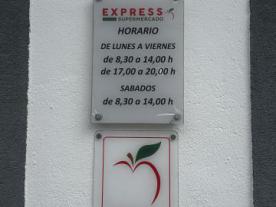 EXPRESS
SUPERMERCADO
HORARIO
DE LUNES A VIERNES
de 8,30 a 14,00 h
de 17,00 a 20,00 h
SABADOS
de 8,30 a 14,00 h